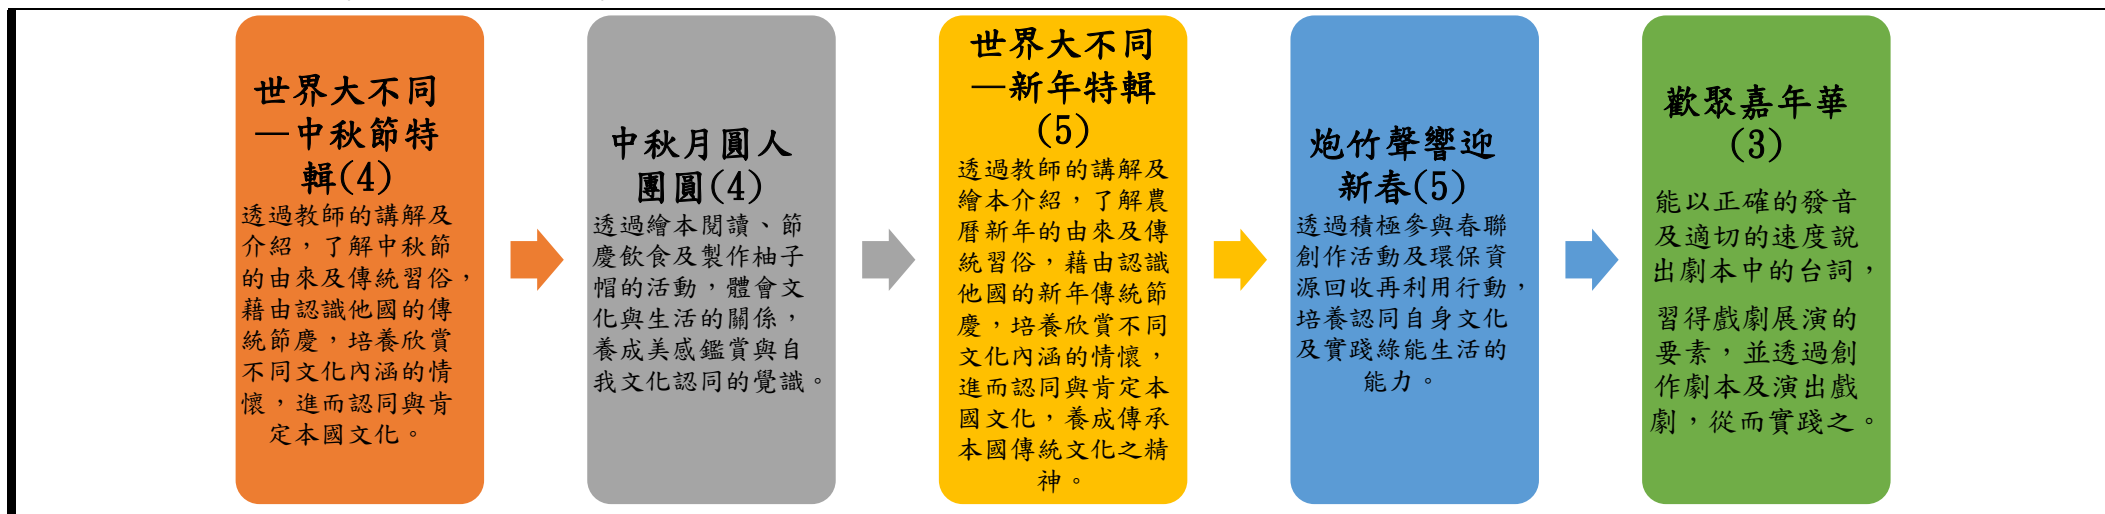 世界大不同
—中秋節特
輯(4)
透過教師的講解及
介紹，了解中秋節
的由來及傳統習俗，
藉由認識他國的傳
統節慶，培養欣賞
不同文化內涵的情
懷，進而認同與肯
定本國文化。
中秋月圓人
團圓(4)
透過繪本閱讀、節
慶飲食及製作柚子
帽的活動，體會文
化與生活的關係，
養成美感鑑賞與自
我文化認同的覺識。
世界大不同
—新年特輯
(5)
透過教師的講解及
繪本介紹，了解農
曆新年的由來及傳
統習俗，藉由認識
他國的新年傳統節
慶，培養欣賞不同
文化內涵的情懷，
進而認同與肯定本
國文化，養成傳承
本國傳統文化之精
神。
炮竹聲響迎
新春(5)
透過積極參與春聯
創作活動及環保資
源回收再利用行動，
培養認同自身文化
及實踐綠能生活的
能力。
歡聚嘉年華
(3)
能以正確的發音
及適切的速度說
出劇本中的台詞，
習得戲劇展演的
要素，並透過創
作劇本及演出戲
劇，從而實踐之。